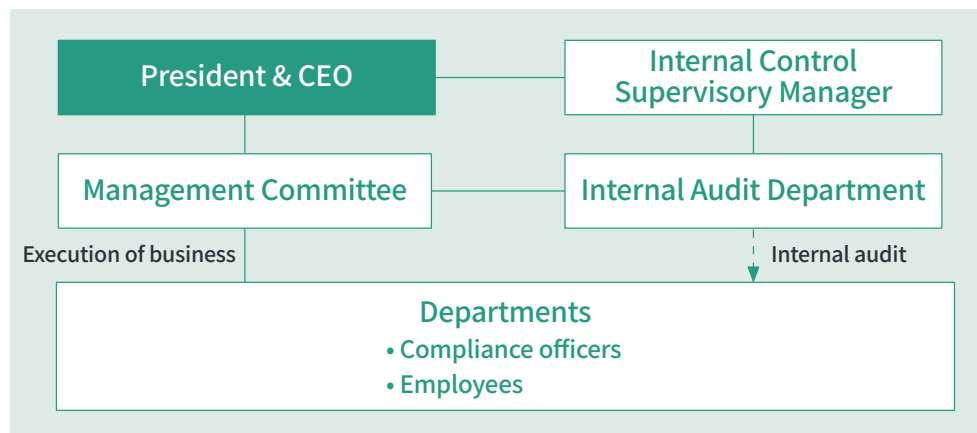 President & CEO
Internal Control
Supervisory Manager
Management Committee
Internal Audit Department
Execution of business
Internal audit
Departments
• Compliance officers
• Employees